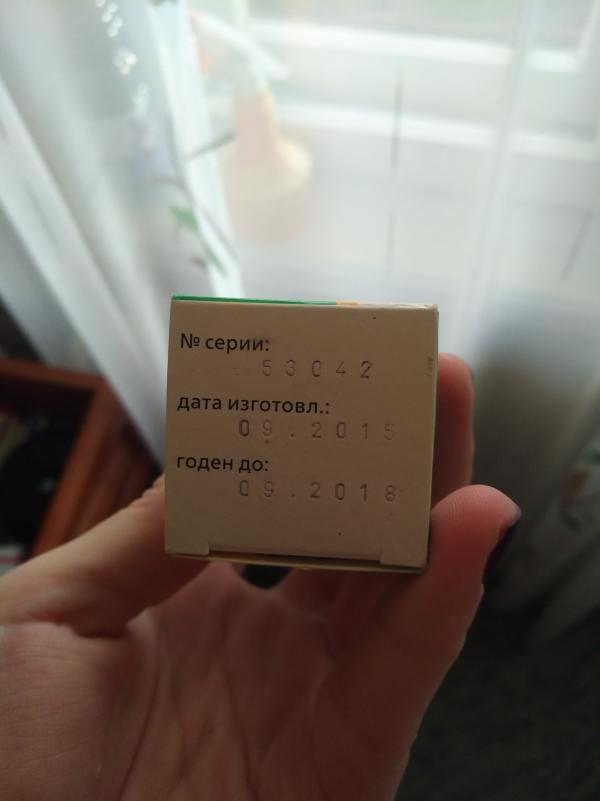 № серии:
53042
дата изготовл.:
09.2015
годен до:
09.2018